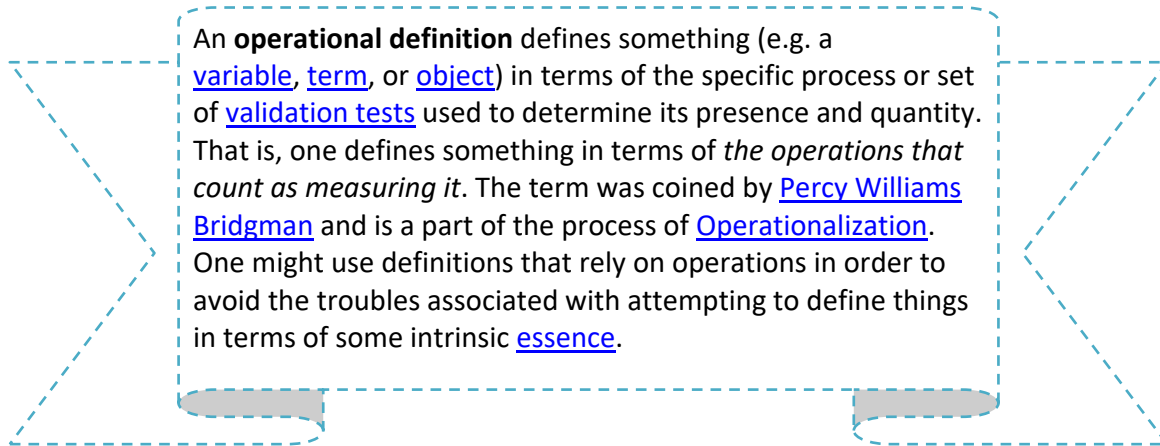 An operational definition defines something (e.g. a
variable, term, or object) in terms of the specific process or set
of validation tests used to determine its presence and quantity.
That is, one defines something in terms of the operations that
count as measuring it. The term was coined by Percy Williams
Bridgman and is a part of the process of Operationalization.
One might use definitions that rely on operations in order to
avoid the troubles associated with attempting to define things
in terms of some intrinsic essence.